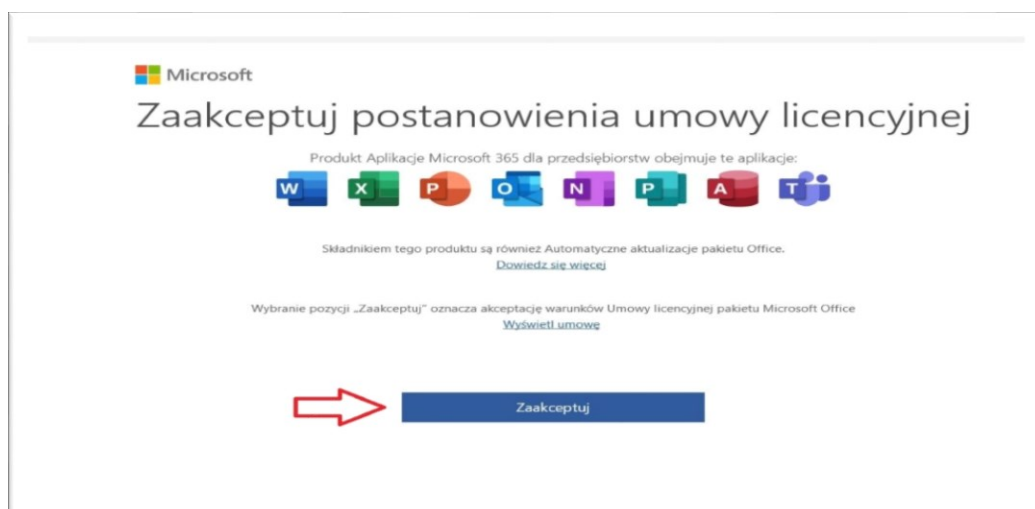 Microsoft
Zaakceptuj postanowienia umowy licencyjnej
Produkt Aplikacje Microsoft 365 dla przedsiębiorstw obejmuje te aplikacje:
W X P O N P A T
Składnikiem tego produktu są również Automatyczne aktualizacje pakietu Office.
Dowiedz się więcej
Wybranie pozycji „Zaakceptuj” oznacza akceptację warunków Umowy licencyjnej pakietu Microsoft Office
Wyświetl umowę
Zaakceptuj